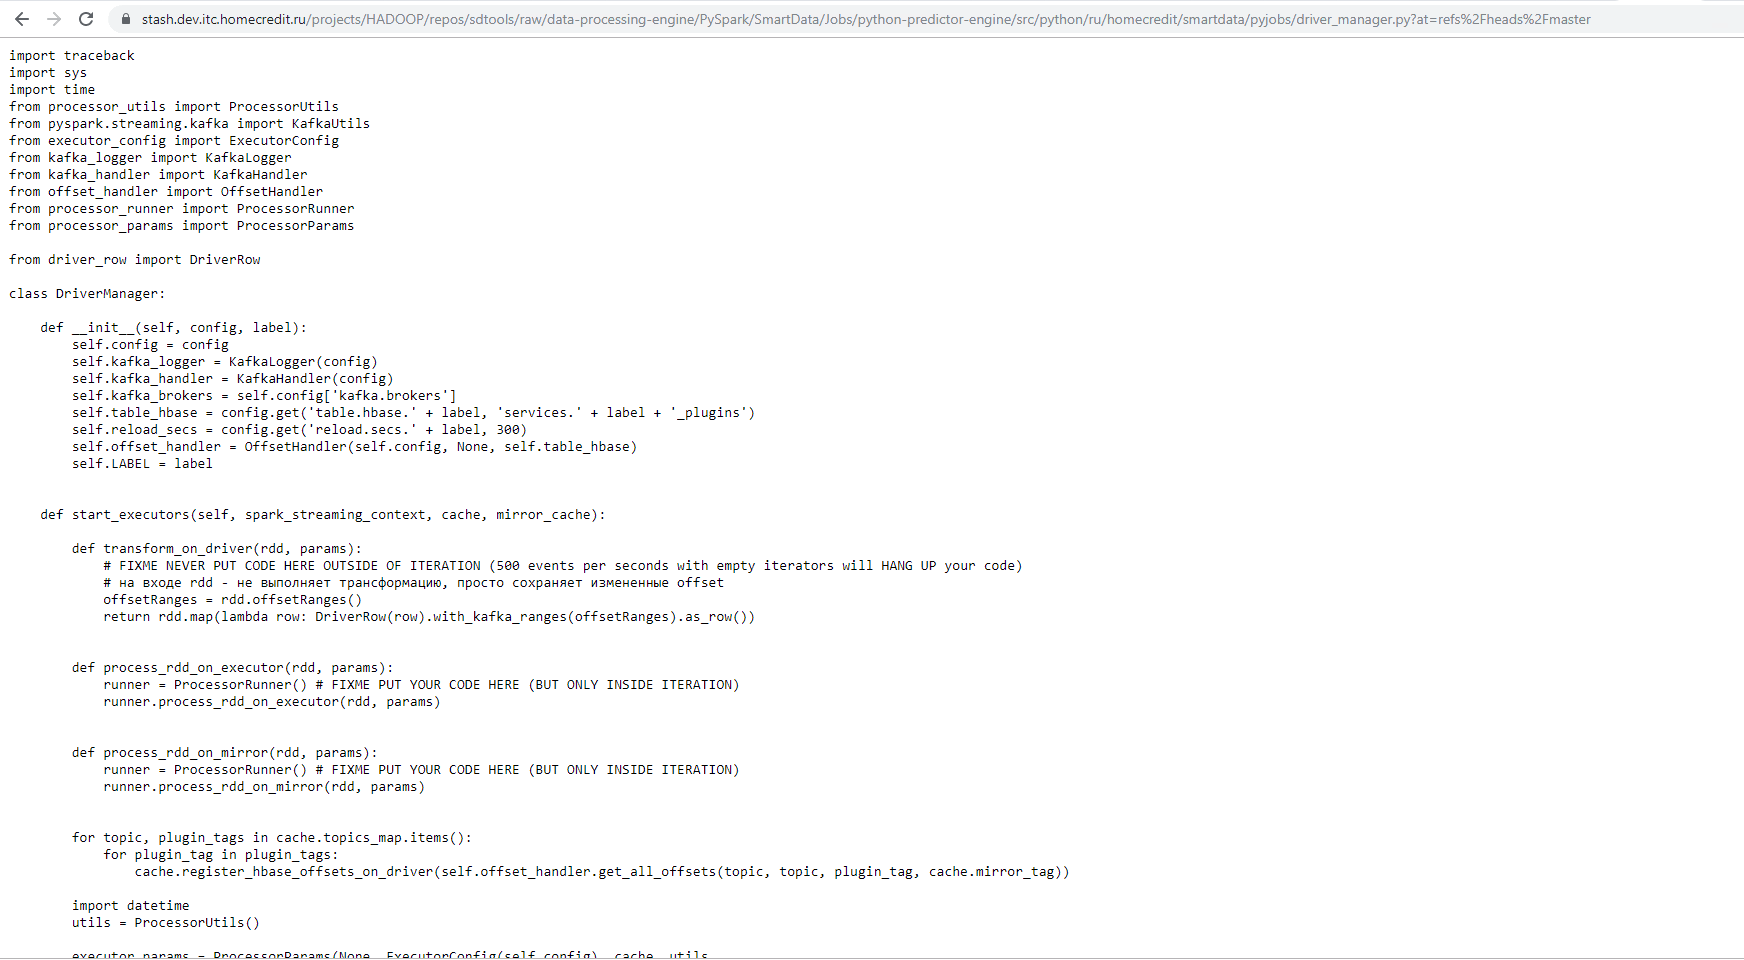 stash.dev.itc.homecredit.ru/projects/HADOOP/repos/sdtools/raw/data-processing-engine/PySpark/SmartData/Jobs/python-predictor-engine/src/python/ru/homecredit/smartdata/pyjobs/driver_manager.py?at=refs%2Fheads%2Fmaster
import traceback
import sys
import time
from processor_utils import ProcessorUtils
from pyspark.streaming.kafka import KafkaUtils
from executor_config import ExecutorConfig
from kafka_logger import KafkaLogger
from kafka_handler import KafkaHandler
from offset_handler import OffsetHandler
from processor_runner import ProcessorRunner
from processor_params import ProcessorParams

from driver_row import DriverRow

class DriverManager:

    def __init__(self, config, label):
        self.config = config
        self.kafka_logger = KafkaLogger(config)
        self.kafka_handler = KafkaHandler(config)
        self.kafka_brokers = self.config['kafka.brokers']
        self.table_hbase = config.get('table.hbase.' + label, 'services.' + label + '_plugins')
        self.reload_secs = config.get('reload.secs.' + label, 300)
        self.offset_handler = OffsetHandler(self.config, None, self.table_hbase)
        self.LABEL = label


    def start_executors(self, spark_streaming_context, cache, mirror_cache):

        def transform_on_driver(rdd, params):
            # FIXME NEVER PUT CODE HERE OUTSIDE OF ITERATION (500 events per seconds with empty iterators will HANG UP your code)
            # на входе rdd - не выполняет трансформацию, просто сохраняет измененные offset
            offsetRanges = rdd.offsetRanges()
            return rdd.map(lambda row: DriverRow(row).with_kafka_ranges(offsetRanges).as_row())


        def process_rdd_on_executor(rdd, params):
            runner = ProcessorRunner() # FIXME PUT YOUR CODE HERE (BUT ONLY INSIDE ITERATION)
            runner.process_rdd_on_executor(rdd, params)


        def process_rdd_on_mirror(rdd, params):
            runner = ProcessorRunner() # FIXME PUT YOUR CODE HERE (BUT ONLY INSIDE ITERATION)
            runner.process_rdd_on_mirror(rdd, params)


        for topic, plugin_tags in cache.topics_map.items():
            for plugin_tag in plugin_tags:
                cache.register_hbase_offsets_on_driver(self.offset_handler.get_all_offsets(topic, topic, plugin_tag, cache.mirror_tag))

        import datetime
        utils = ProcessorUtils()

        executor_params = ProcessorParams(None, ExecutorConfig(self.config), cache, utils